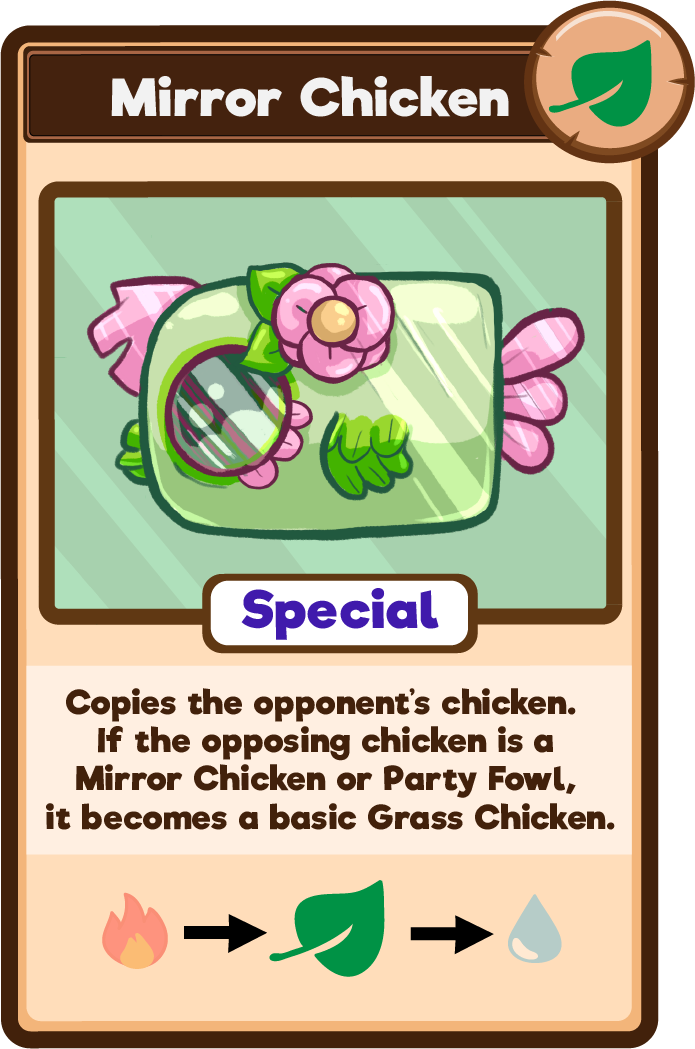 Mirror Chicken
Special
Copies the opponent's chicken.
If the opposing chicken is a
Mirror Chicken or Party Fowl,
it becomes a basic Grass Chicken.